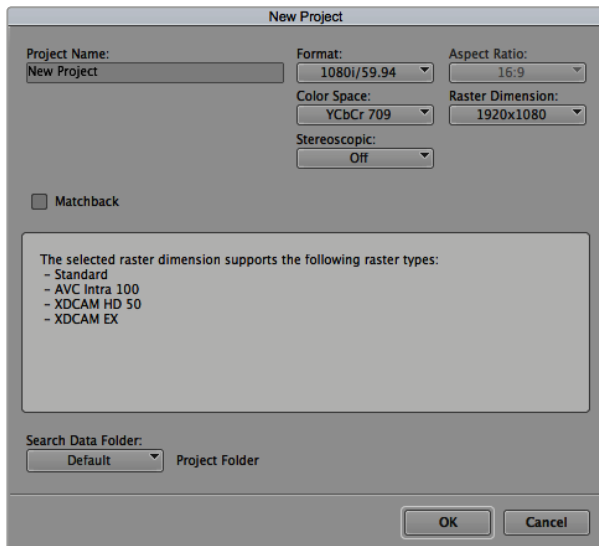 New Project
Project Name:
New Project
Format:
1080i/59.94
Aspect Ratio:
16:9
Color Space:
YCbCr 709
Raster Dimension:
1920x1080
Stereoscopic:
Off
Matchback
The selected raster dimension supports the following raster types:
– Standard
– AVC Intra 100
– XDCAM HD 50
– XDCAM EX
Search Data Folder:
Default
Project Folder
OK
Cancel